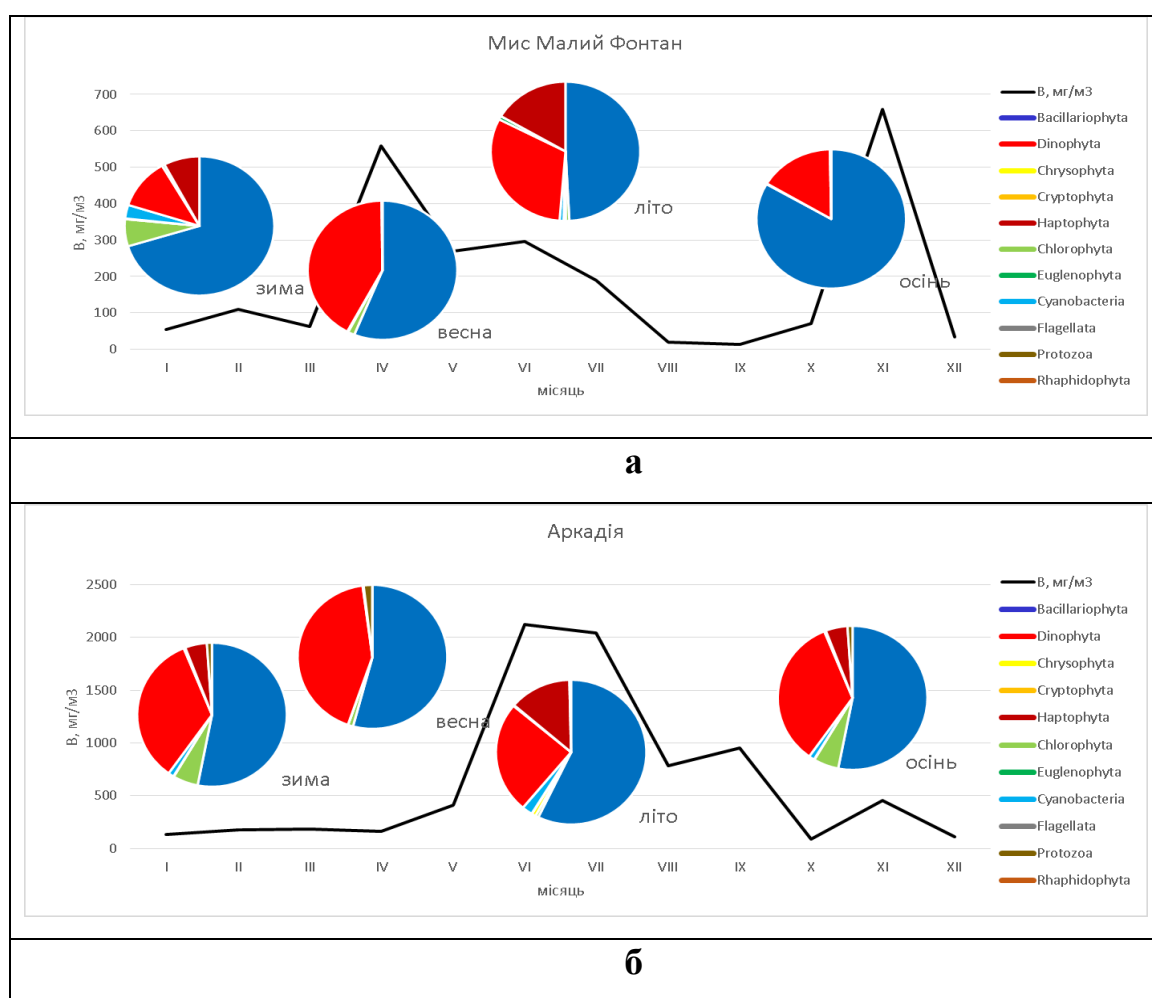 Мис Малий Фонтан
700
600
500
400
300
200
100
0
В, мг/м3
I II III IV V VI VII VIII IX X XI XII
місяць
зима
весна
літо
осінь
В, мг/м3
Bacillariophyta
Dinophyta
Chrysophyta
Cryptophyta
Haptophyta
Chlorophyta
Euglenophyta
Cyanobacteria
Flagellata
Protozoa
Rhaphidophyta
а
Аркадія
2500
2000
1500
1000
500
0
В, мг/м3
I II III IV V VI VII VIII IX X XI XII
місяць
зима
весна
літо
осінь
В, мг/м3
Bacillariophyta
Dinophyta
Chrysophyta
Cryptophyta
Haptophyta
Chlorophyta
Euglenophyta
Cyanobacteria
Flagellata
Protozoa
Rhaphidophyta
б